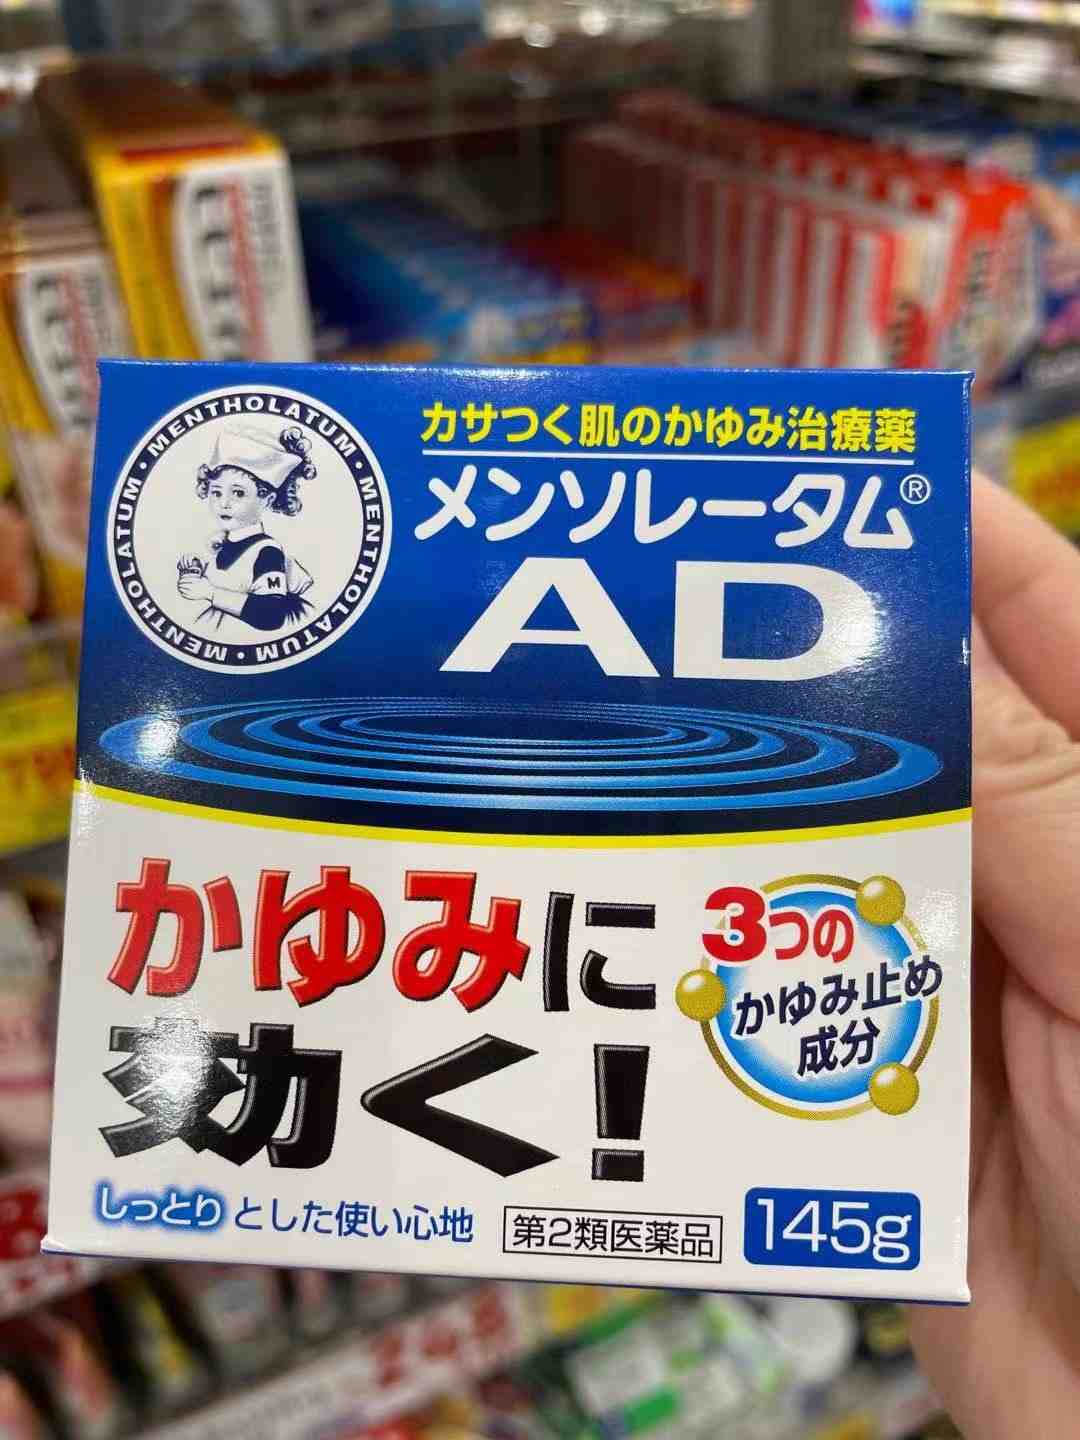 MENTHOLATUM・MENTHOLATUM・MENTHOLATUM・MENTHOLATUM・
M
カサつく肌のかゆみ治療薬
メンソレータム®
AD
かゆみに
効く!
3つの
かゆみ止め
成分
しっとりとした使い心地
第2類医薬品
145g